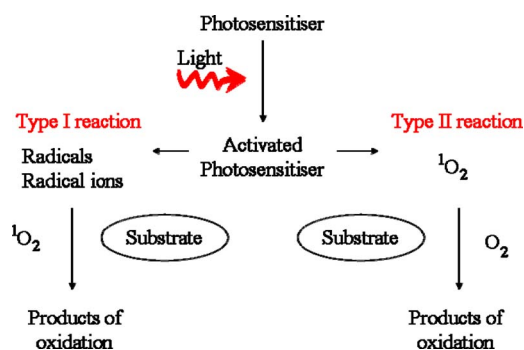 Photosensitiser
Light
Type I reaction
Type II reaction
Radicals
Radical ions
Activated
Photosensitiser
¹O₂
¹O₂
Substrate
Substrate
O₂
Products of
oxidation
Products of
oxidation